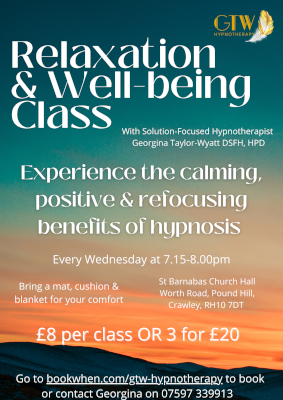 GTW
HYPNOTHERAPY
Relaxation
& Well-being
Class
With Solution-Focused Hypnotherapist
Georgina Taylor-Wyatt DSFH, HPD
Experience the calming,
positive & refocusing
benefits of hypnosis
Every Wednesday at 7.15-8.00pm
Bring a mat, cushion &
blanket for your comfort
St Barnabas Church Hall
Worth Road, Pound Hill,
Crawley, RH10 7DT
£8 per class OR 3 for £20
Go to bookwhen.com/gtw-hypnotherapy to book
or contact Georgina on 07597 339913